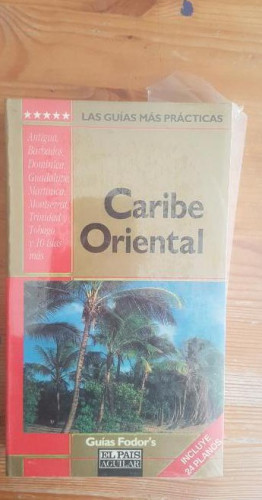 LAS GUÍAS MÁS PRÁCTICAS
Antigua,
Barbados,
Dominica,
Guadalupe,
Martinica,
Montserrat,
Trinidad y
Tobago
y 10 islas
más
Caribe
Oriental
Guías Fodor's
EL PAIS
AGUILAR
INCLUYE
24 PLANOS